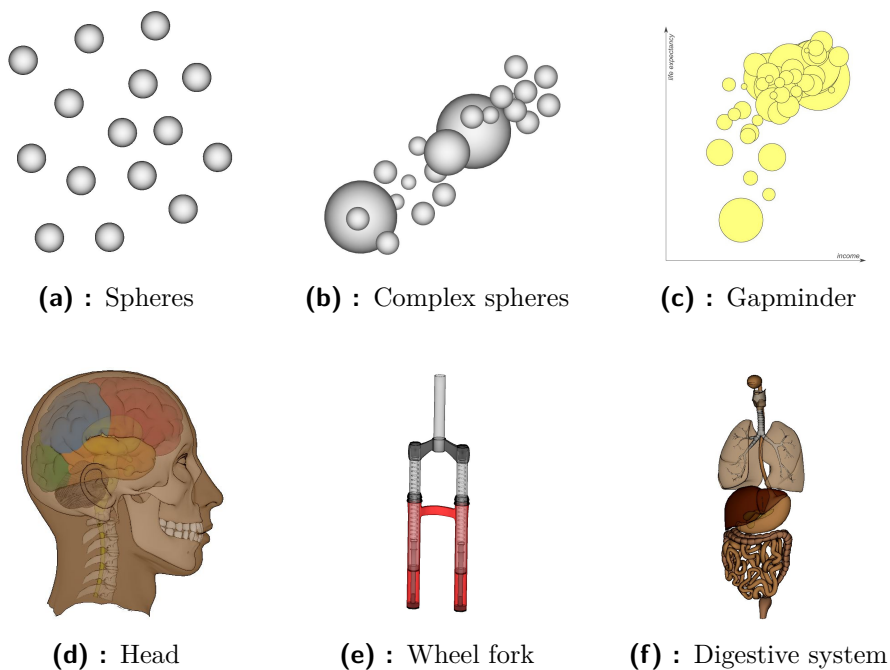 life expectancy
income
(a) : Spheres
(b) : Complex spheres
(c) : Gapminder
(d) : Head
(e) : Wheel fork
(f) : Digestive system